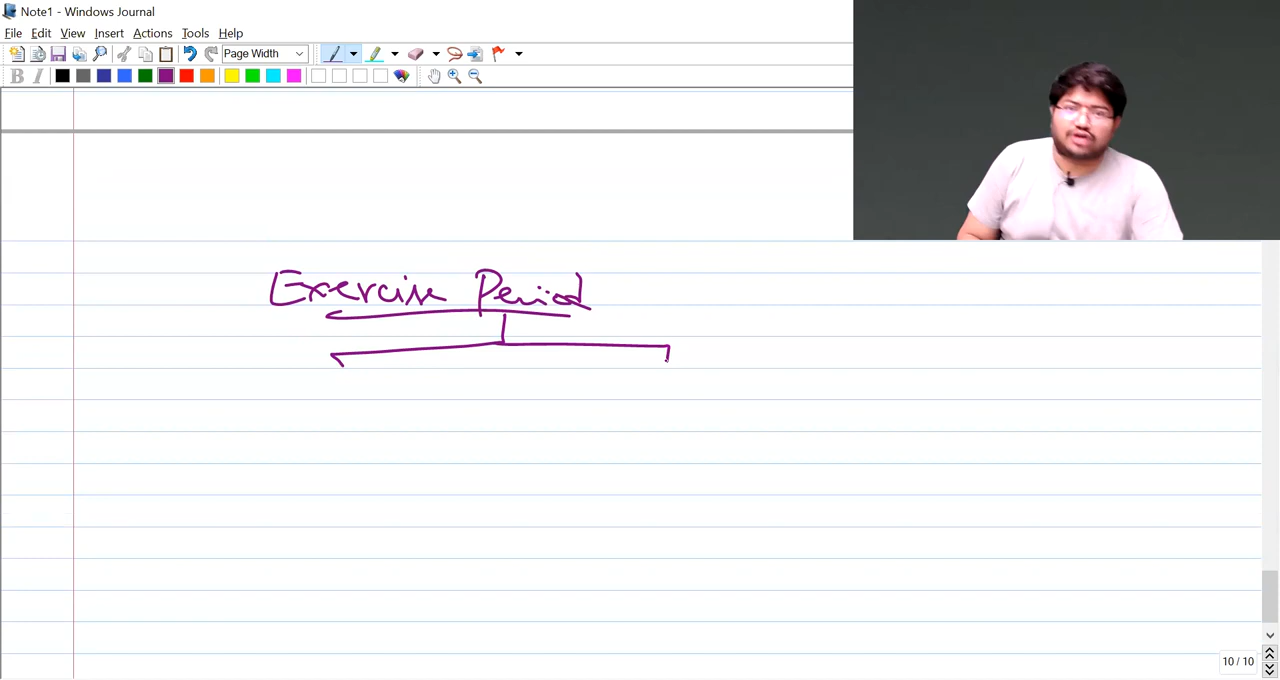 Note1 - Windows Journal
File Edit View Insert Actions Tools Help
Page Width
B I
Exercise Period
10 / 10